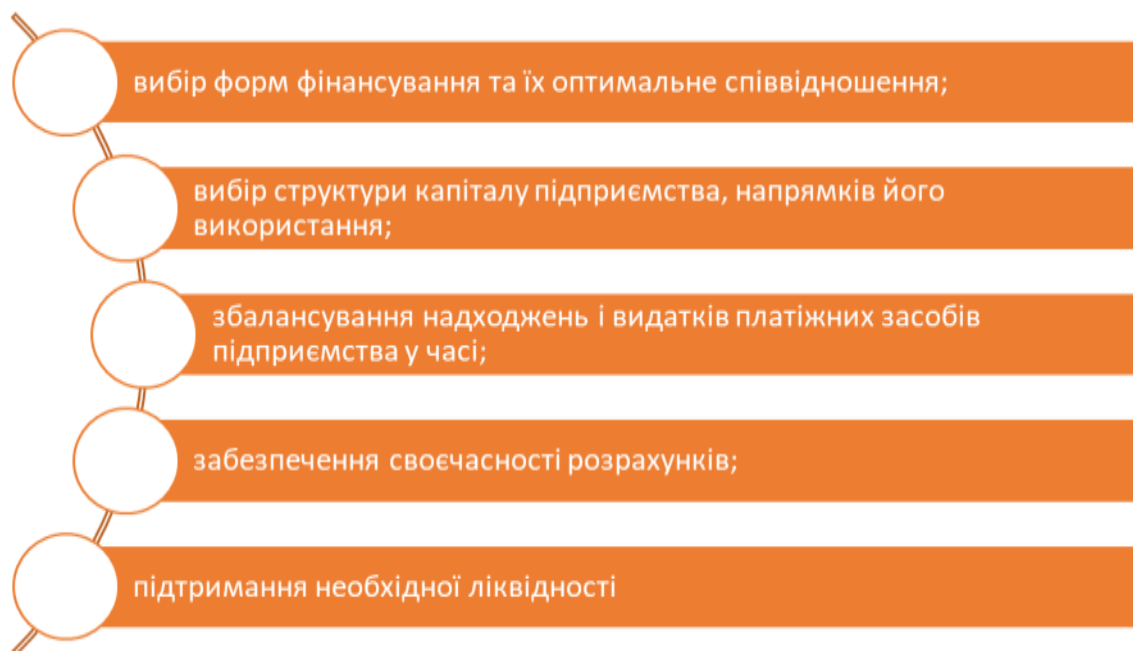 вибір форм фінансування та їх оптимальне співвідношення;
вибір структури капіталу підприємства, напрямків його
використання;
збалансування надходжень і видатків платіжних засобів
підприємства у часі;
забезпечення своєчасності розрахунків;
підтримання необхідної ліквідності